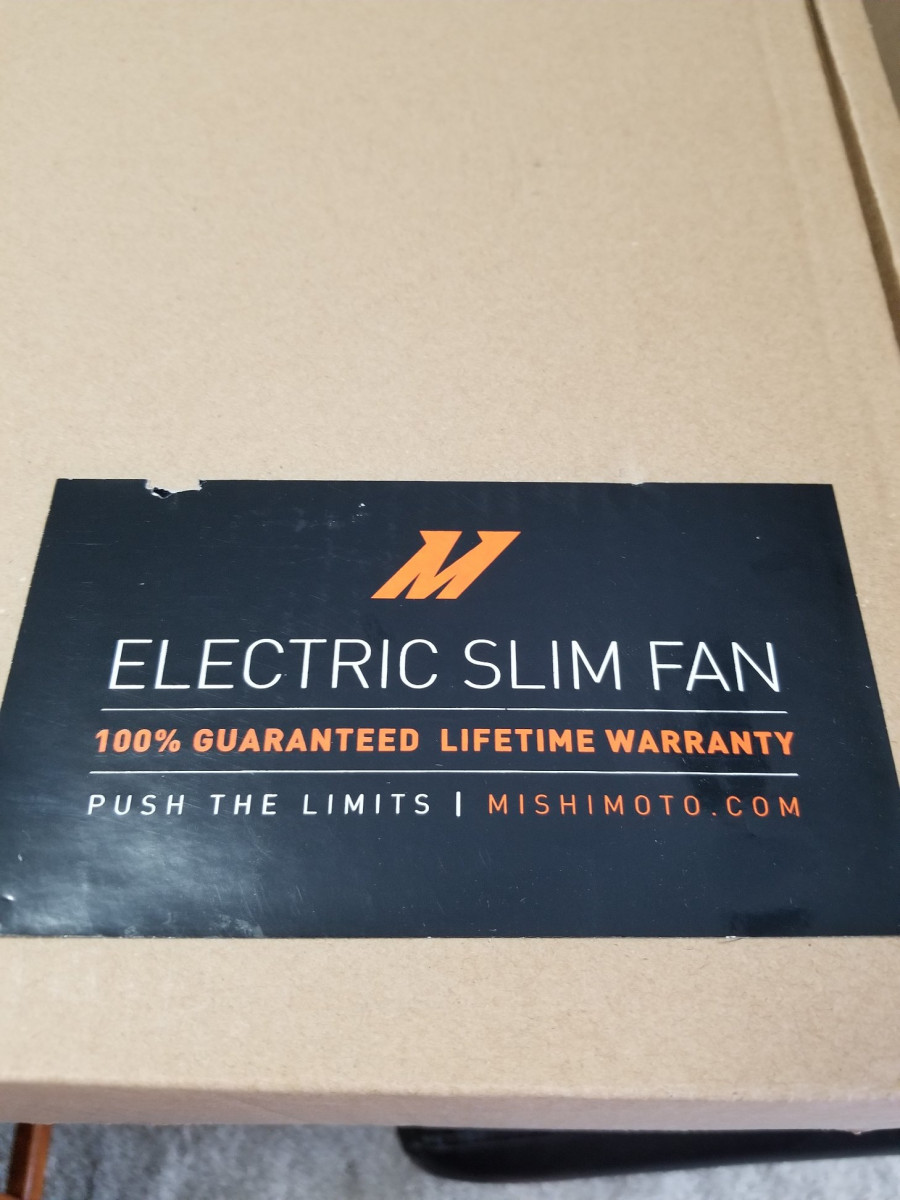 M
ELECTRIC SLIM FAN
100% GUARANTEED LIFETIME WARRANTY
PUSH THE LIMITS | MISHIMOTO.COM